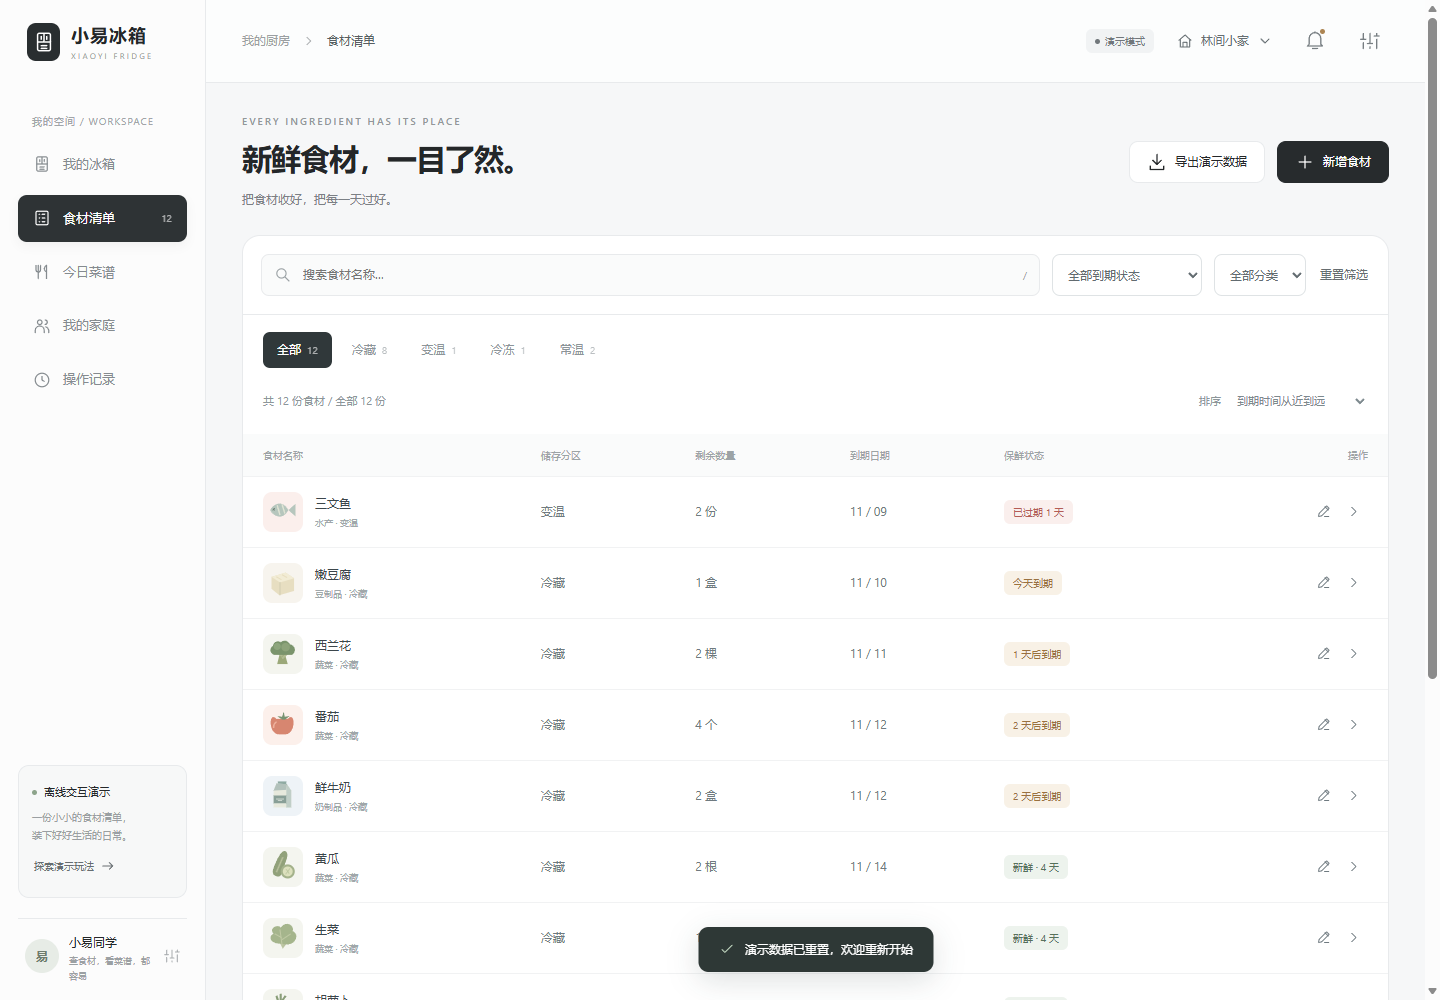 小易冰箱
XIAOYI FRIDGE
我的空间 / WORKSPACE
我的冰箱
食材清单 12
今日菜谱
我的家庭
操作记录
离线交互演示
一份小小的食材清单，
装下好好生活的日常。
探索演示玩法
易
小易同学
查食材、看菜谱，都
容易
我的厨房 食材清单
演示模式
林间小家
EVERY INGREDIENT HAS ITS PLACE
新鲜食材，一目了然。
把食材收好，把每一天过好。
导出演示数据
新增食材
搜索食材名称... /
全部到期状态
全部分类
重置筛选
全部 12
冷藏 8
变温 1
冷冻 1
常温 2
共 12 份食材 / 全部 12 份
排序 到期时间从近到远
食材名称 储存分区 剩余数量 到期日期 保鲜状态 操作
三文鱼
水产 · 变温
变温 2 份 11 / 09 已过期 1 天
嫩豆腐
豆制品 · 冷藏
冷藏 1 盒 11 / 10 今天到期
西兰花
蔬菜 · 冷藏
冷藏 2 棵 11 / 11 1 天后到期
番茄
蔬菜 · 冷藏
冷藏 4 个 11 / 12 2 天后到期
鲜牛奶
奶制品 · 冷藏
冷藏 2 盒 11 / 12 2 天后到期
黄瓜
蔬菜 · 冷藏
冷藏 2 根 11 / 14 新鲜 · 4 天
生菜
蔬菜 · 冷藏
冷藏 新鲜 · 4 天
演示数据已重置，欢迎重新开始
胡萝卜